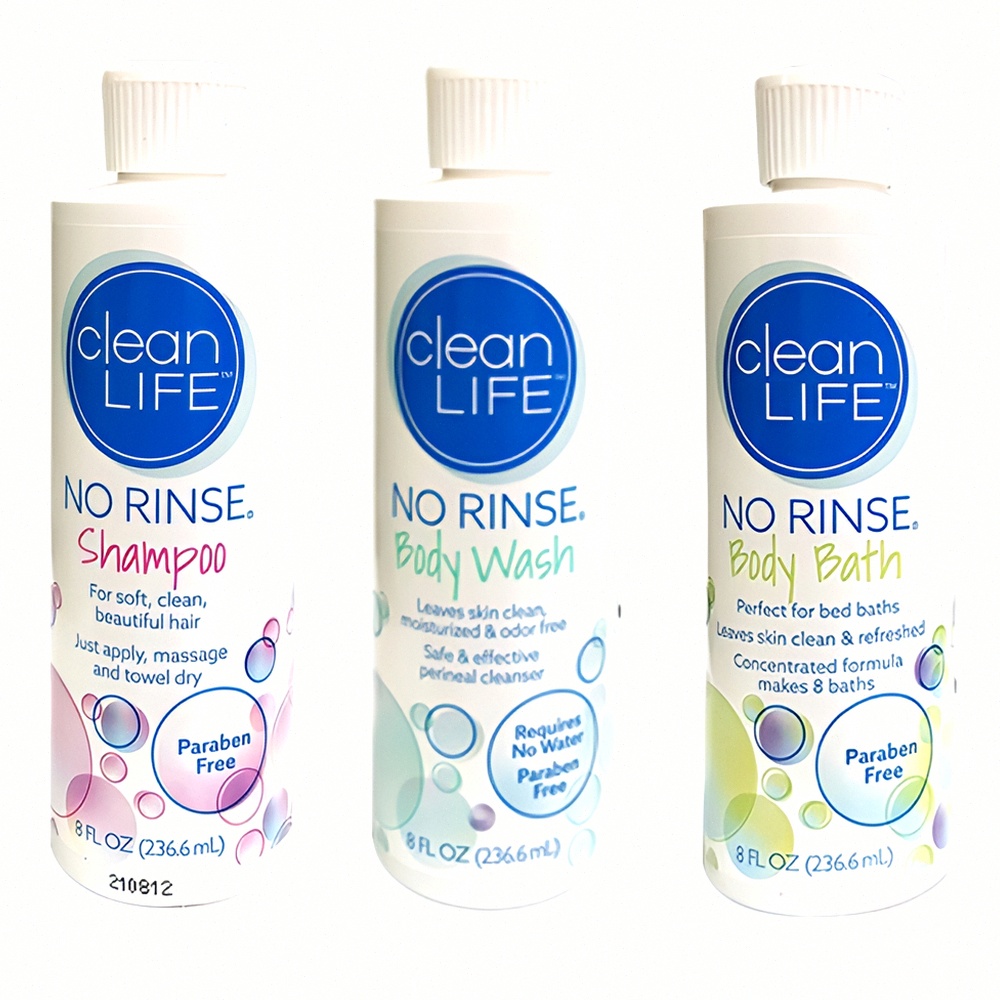 clean
LIFE™
NO RINSE®
Shampoo
For soft, clean,
beautiful hair
Just apply, massage
and towel dry
Paraben
Free
8 FL OZ (236.6 mL)
210812
clean
LIFE™
NO RINSE®
Body Wash
Leaves skin clean,
moisturized & odor free
Safe & effective
perineal cleanser
Requires
No Water
Paraben
Free
8 FL OZ (236.6 mL)
clean
LIFE™
NO RINSE®
Body Bath
Perfect for bed baths
Leaves skin clean & refreshed
Concentrated formula
makes 8 baths
Paraben
Free
8 FL OZ (236.6 mL)